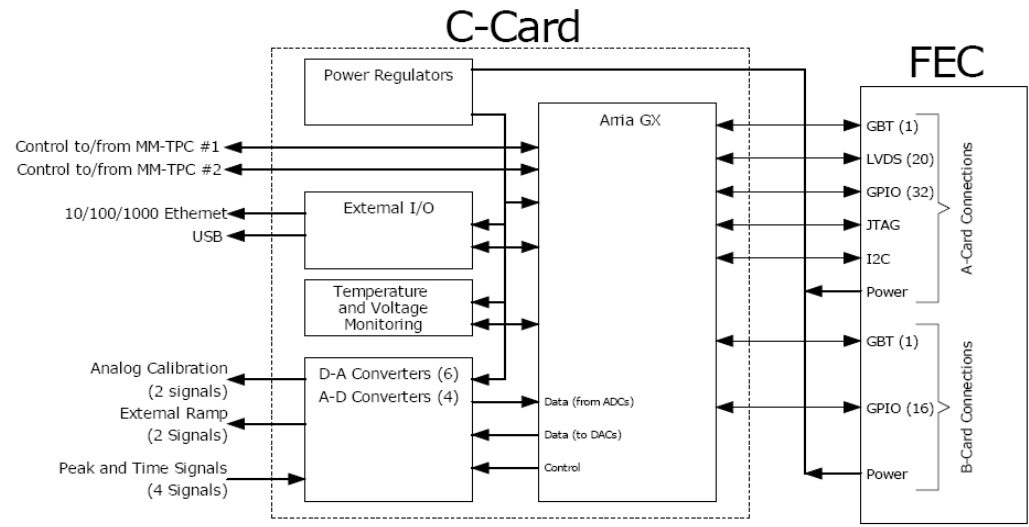 C-Card
FEC
Power Regulators
Arria GX
Control to/from MM-TPC #1
Control to/from MM-TPC #2
10/100/1000 Ethernet
USB
External I/O
Temperature
and Voltage
Monitoring
Analog Calibration
(2 signals)
External Ramp
(2 Signals)
Peak and Time Signals
(4 Signals)
D-A Converters (6)
A-D Converters (4)
Data (from ADCs)
Data (to DACs)
Control
GBT (1)
LVDS (20)
GPIO (32)
JTAG
I2C
Power
A-Card Connections
GBT (1)
GPIO (16)
Power
B-Card Connections